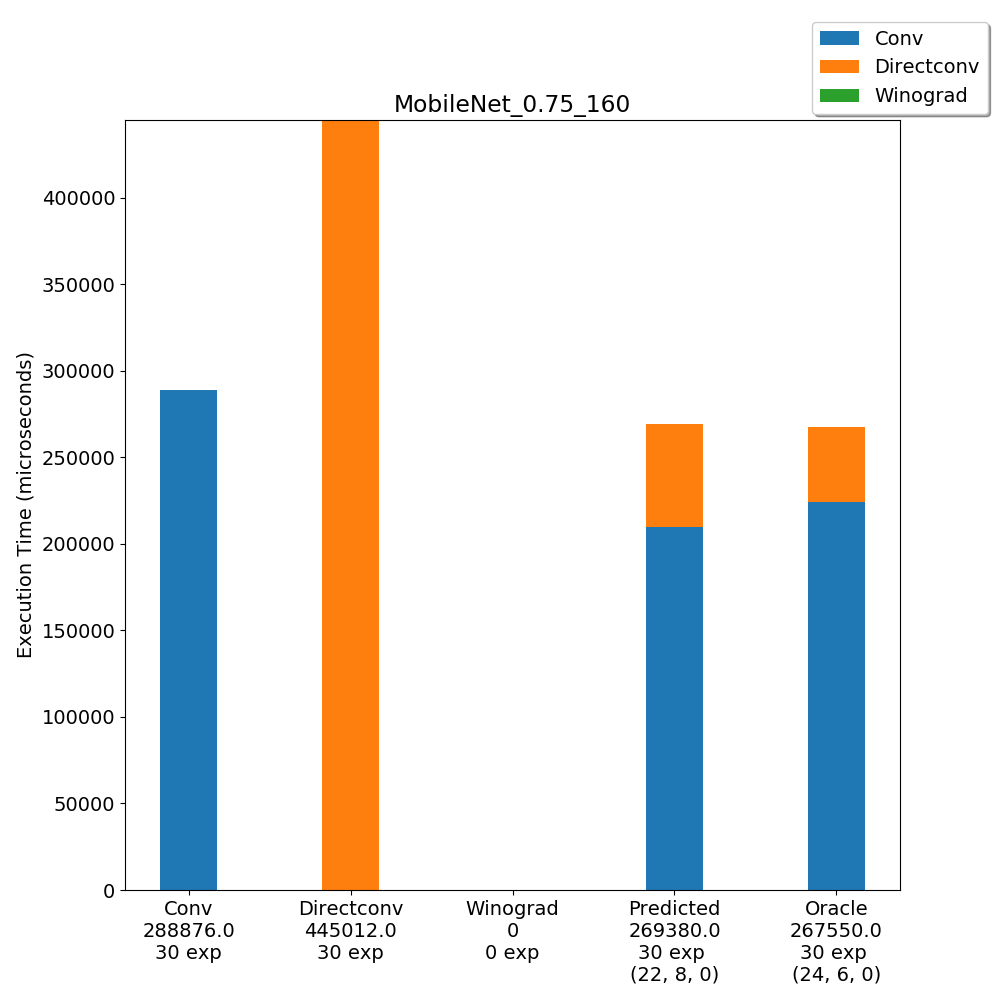 Conv
Directconv
Winograd
MobileNet_0.75_160
Execution Time (microseconds)
400000
350000
300000
250000
200000
150000
100000
50000
0
Conv Directconv Winograd Predicted Oracle
288876.0 445012.0 0 269380.0 267550.0
30 exp 30 exp 0 exp 30 exp 30 exp
(22, 8, 0) (24, 6, 0)